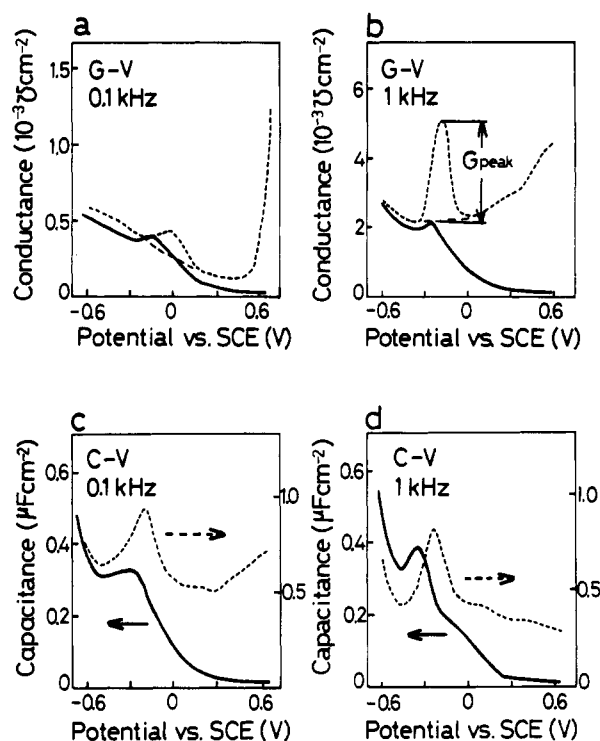 a
G-V
0.1 kHz
Conductance (10⁻³℧cm⁻²)
1.5
1.0
0.5
0
-0.6 0 0.6
Potential vs. SCE (V)
b
G-V
1 kHz
Gpeak
Conductance (10⁻³℧cm⁻²)
6
4
2
0
-0.6 0 0.6
Potential vs. SCE (V)
c
C-V
0.1 kHz
Capacitance (μFcm⁻²)
0.6
0.4
0.2
0
1.0
0.5
0
-0.6 0 0.6
Potential vs. SCE (V)
d
C-V
1 kHz
Capacitance (μFcm⁻²)
0.6
0.4
0.2
0
1.0
0.5
0
-0.6 0 0.6
Potential vs. SCE (V)